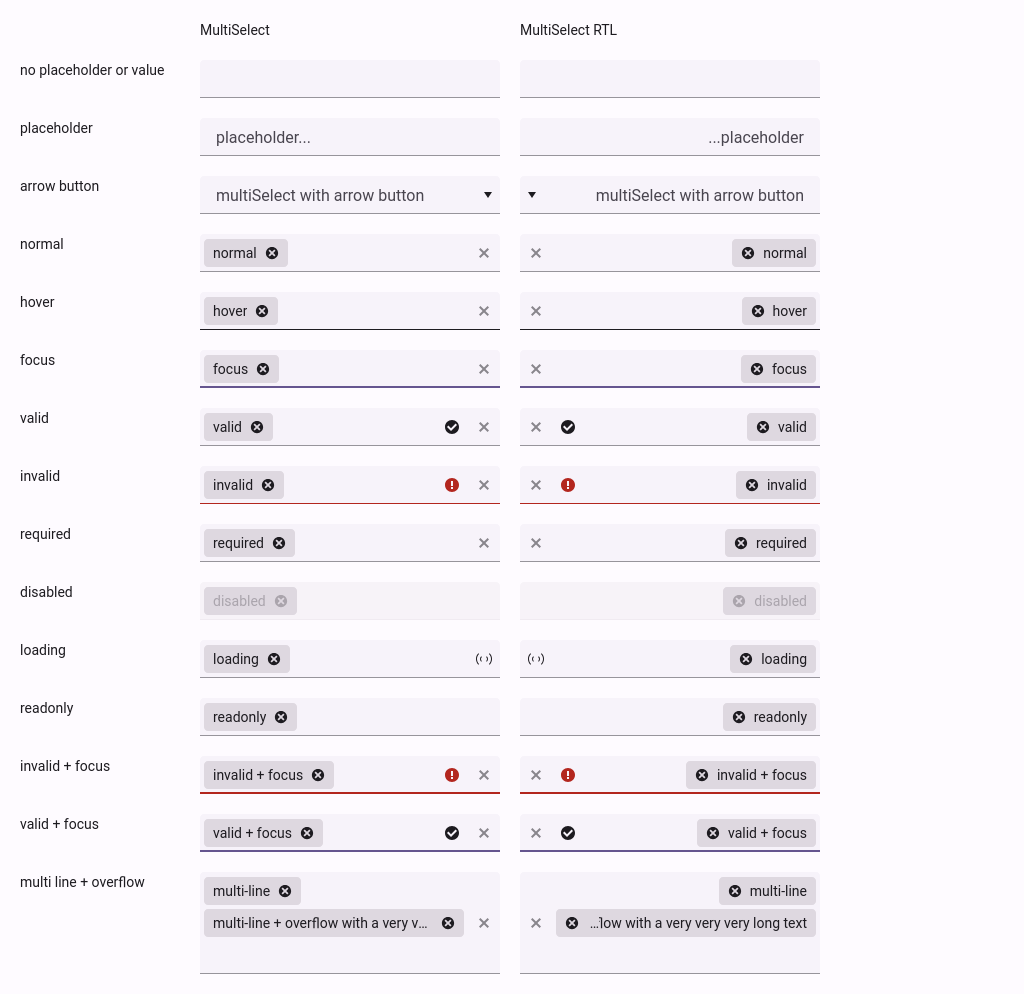 MultiSelect MultiSelect RTL
no placeholder or value
placeholder placeholder... ...placeholder
arrow button multiSelect with arrow button multiSelect with arrow button
normal normal normal
hover hover hover
focus focus focus
valid valid valid
invalid invalid invalid
required required required
disabled disabled disabled
loading loading loading
readonly readonly readonly
invalid + focus invalid + focus invalid + focus
valid + focus valid + focus valid + focus
multi line + overflow multi-line multi-line
multi-line + overflow with a very v... ...low with a very very very long text